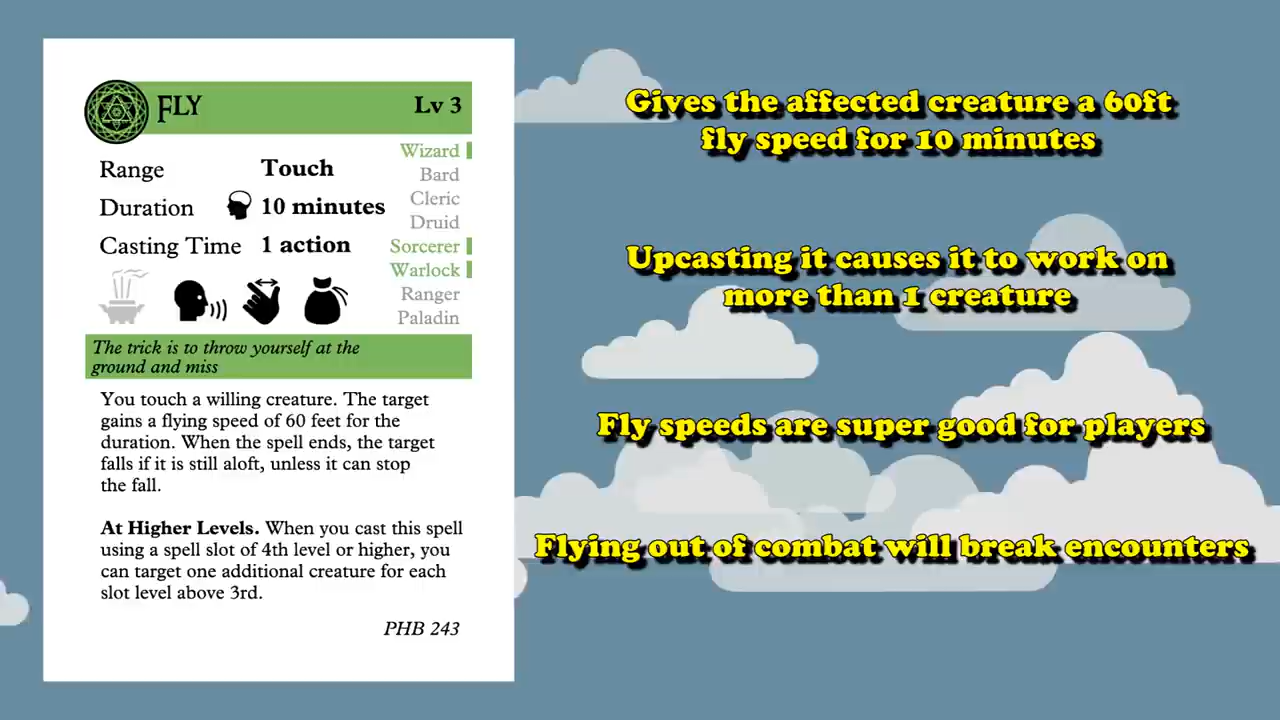 FLY
Lv 3
Range Touch
Duration 10 minutes
Casting Time 1 action
Wizard
Bard
Cleric
Druid
Sorcerer
Warlock
Ranger
Paladin
The trick is to throw yourself at the
ground and miss
You touch a willing creature. The target
gains a flying speed of 60 feet for the
duration. When the spell ends, the target
falls if it is still aloft, unless it can stop
the fall.
At Higher Levels. When you cast this spell
using a spell slot of 4th level or higher, you
can target one additional creature for each
slot level above 3rd.
PHB 243
Gives the affected creature a 60ft
fly speed for 10 minutes
Upcasting it causes it to work on
more than 1 creature
Fly speeds are super good for players
Flying out of combat will break encounters